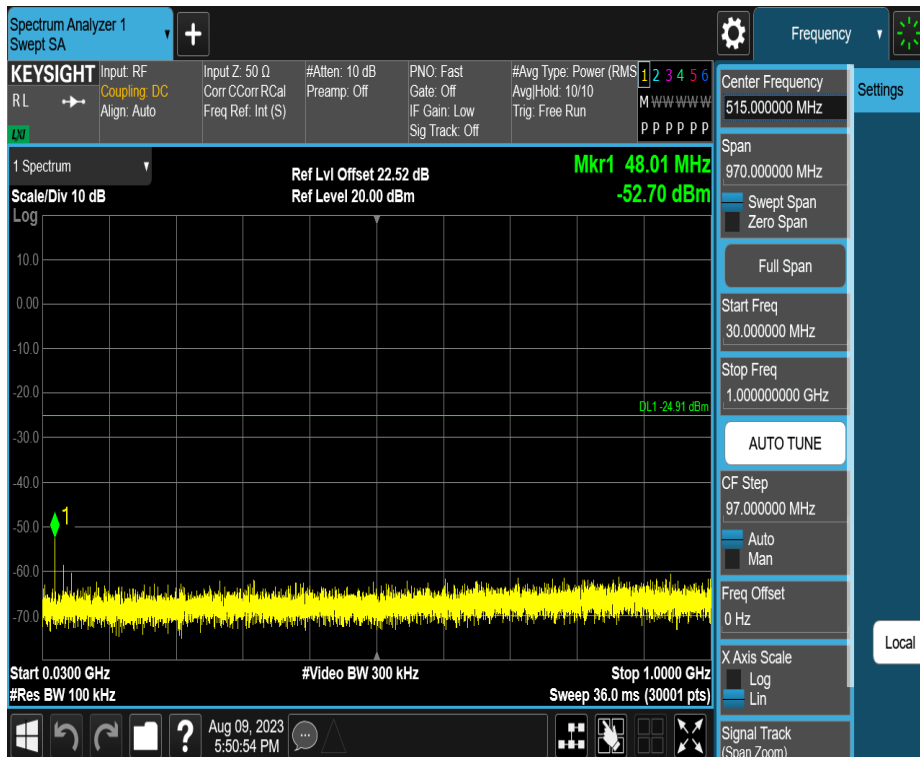 Spectrum Analyzer 1
Swept SA
+
Frequency
KEYSIGHT
RL
LXI
Input: RF
Coupling: DC
Align: Auto
Input Z: 50 Ω
Corr CCorr RCal
Freq Ref: Int (S)
#Atten: 10 dB
Preamp: Off
PNO: Fast
Gate: Off
IF Gain: Low
Sig Track: Off
#Avg Type: Power (RMS
Avg|Hold: 10/10
Trig: Free Run
1 2 3 4 5 6
M W W W W W
P P P P P P
1 Spectrum
Scale/Div 10 dB
Log
Ref Lvl Offset 22.52 dB
Ref Level 20.00 dBm
Mkr1 48.01 MHz
-52.70 dBm
10.0
0.00
-10.0
-20.0
DL1 -24.91 dBm
-30.0
-40.0
-50.0
1
-60.0
-70.0
Start 0.0300 GHz
#Res BW 100 kHz
#Video BW 300 kHz
Stop 1.0000 GHz
Sweep 36.0 ms (30001 pts)
?
Aug 09, 2023
5:50:54 PM
Center Frequency
515.000000 MHz
Span
970.000000 MHz
Swept Span
Zero Span
Full Span
Start Freq
30.000000 MHz
Stop Freq
1.000000000 GHz
AUTO TUNE
CF Step
97.000000 MHz
Auto
Man
Freq Offset
0 Hz
X Axis Scale
Log
Lin
Signal Track
(Span Zoom)
Settings
Local